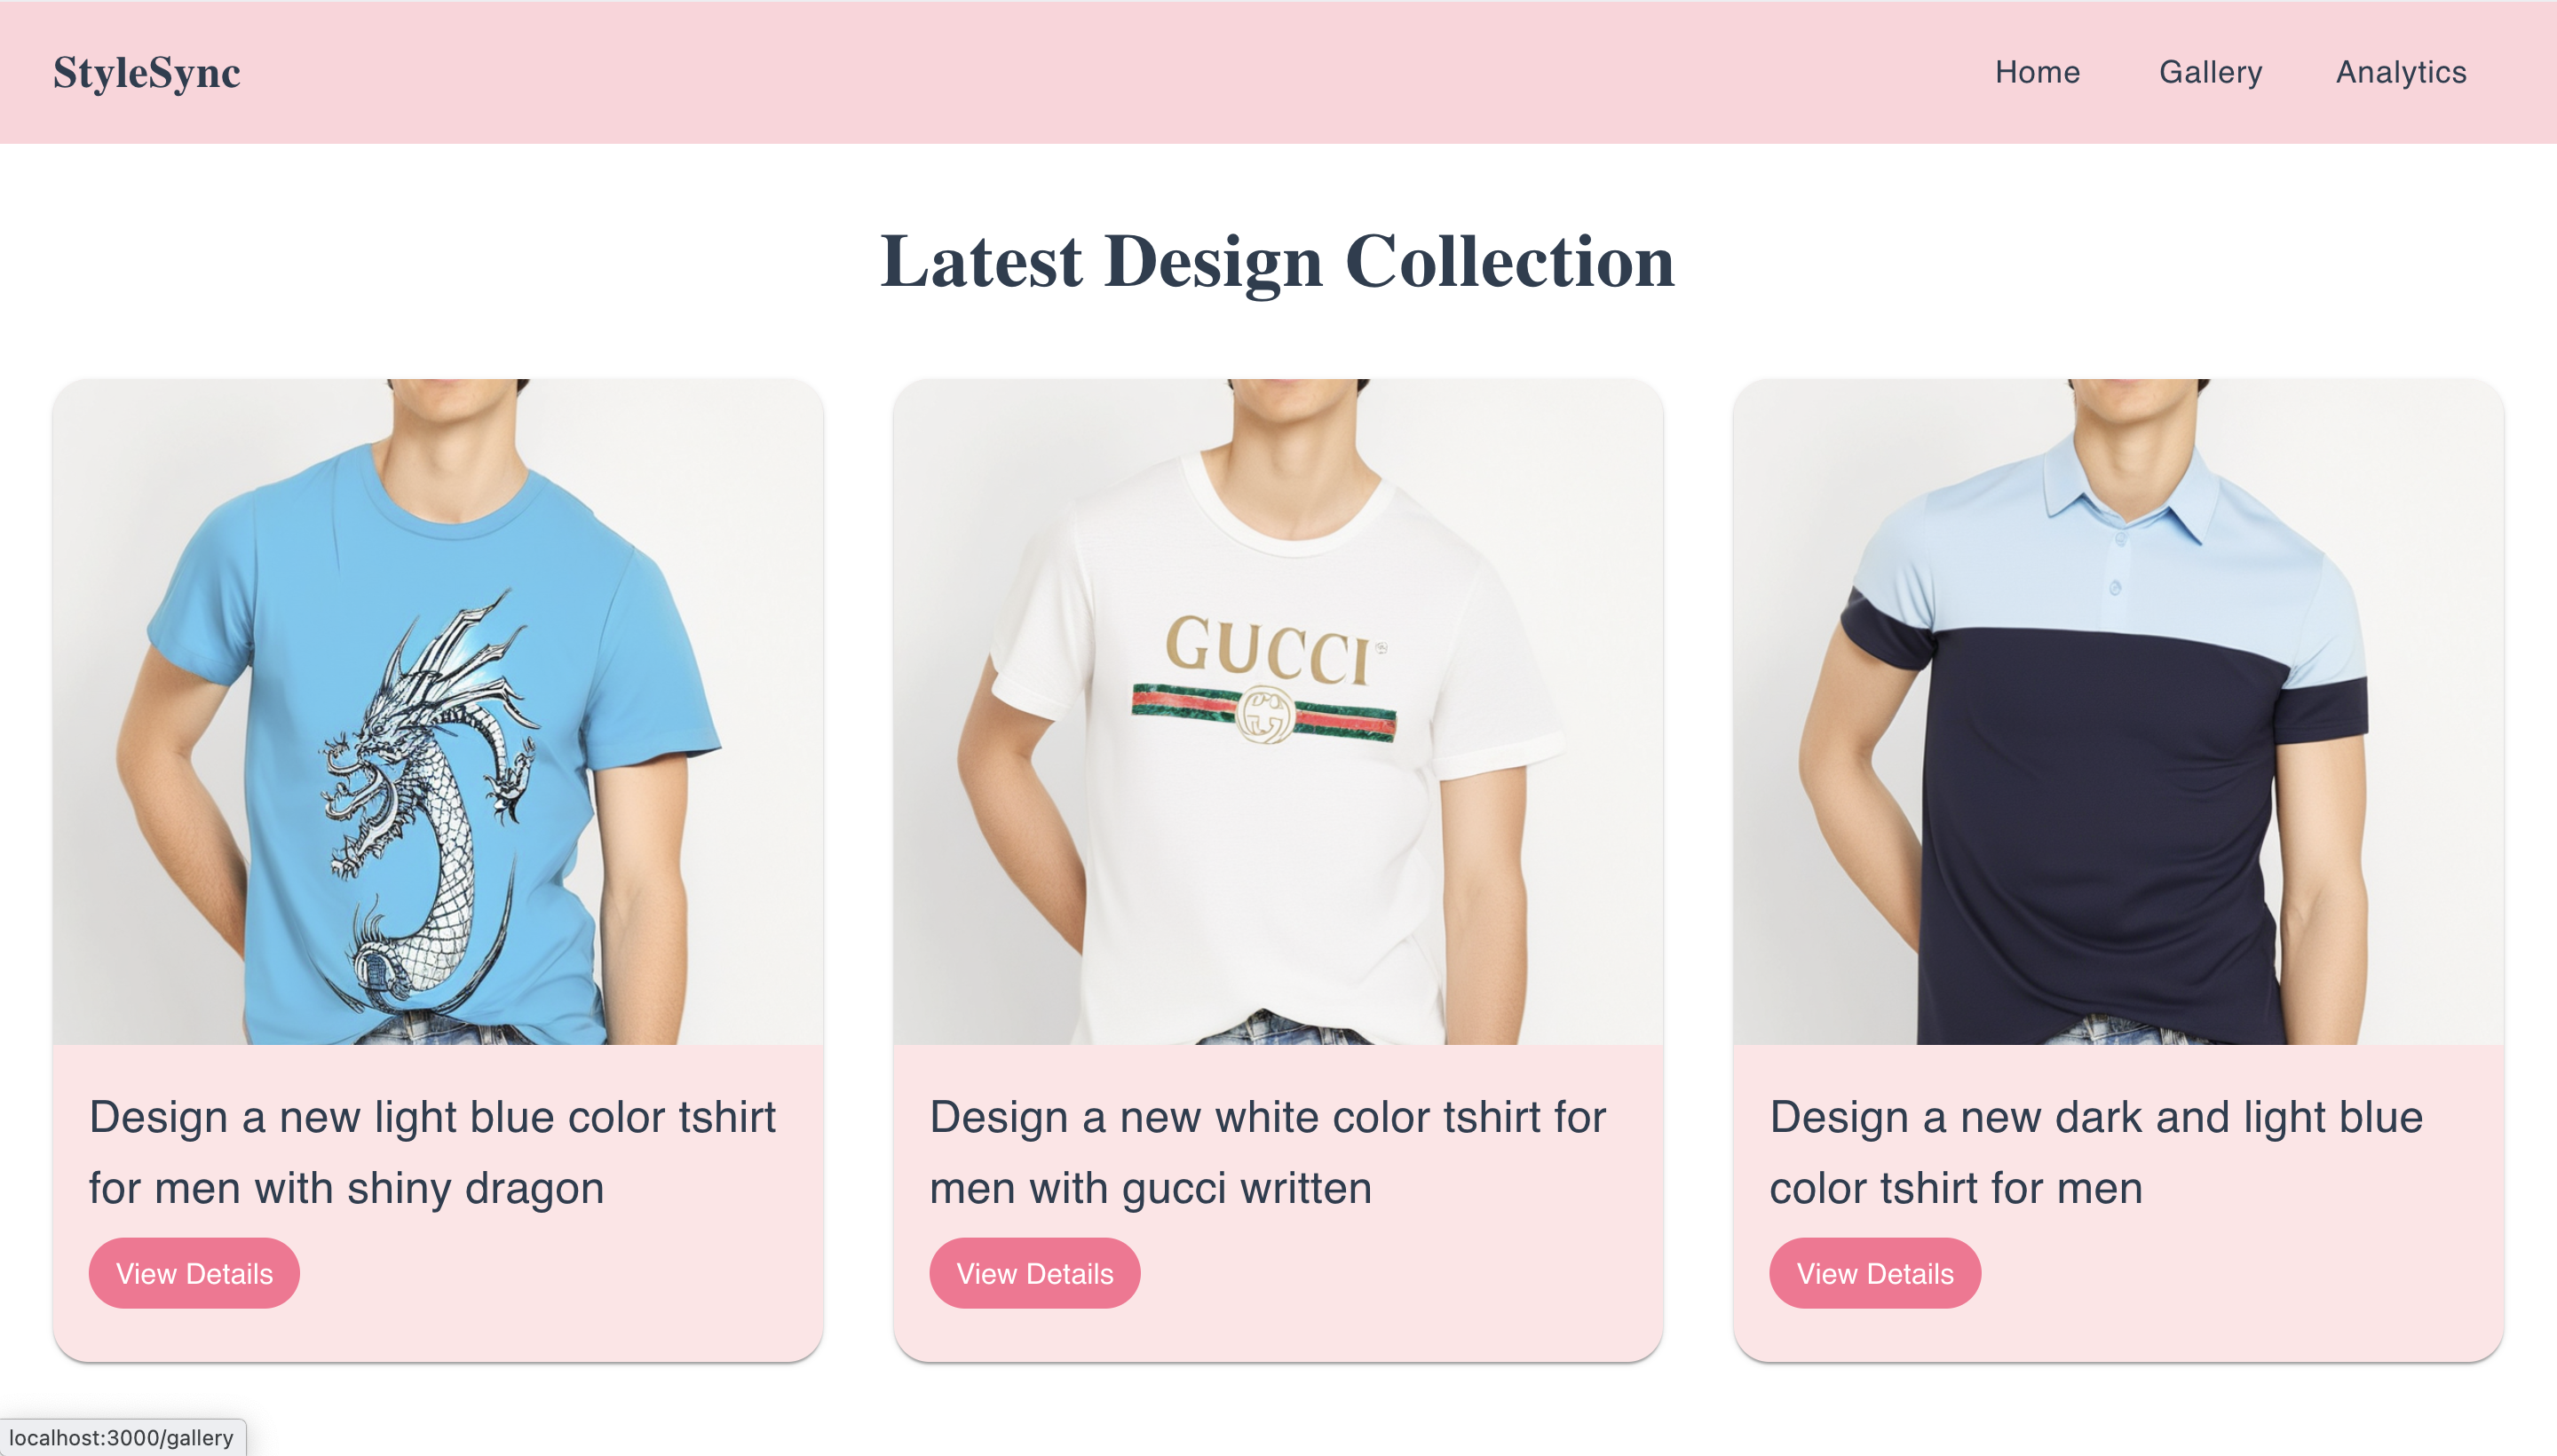 StyleSync
Home Gallery Analytics
Latest Design Collection
GUCCI
Design a new light blue color tshirt
for men with shiny dragon
View Details
Design a new white color tshirt for
men with gucci written
View Details
Design a new dark and light blue
color tshirt for men
View Details
localhost:3000/gallery